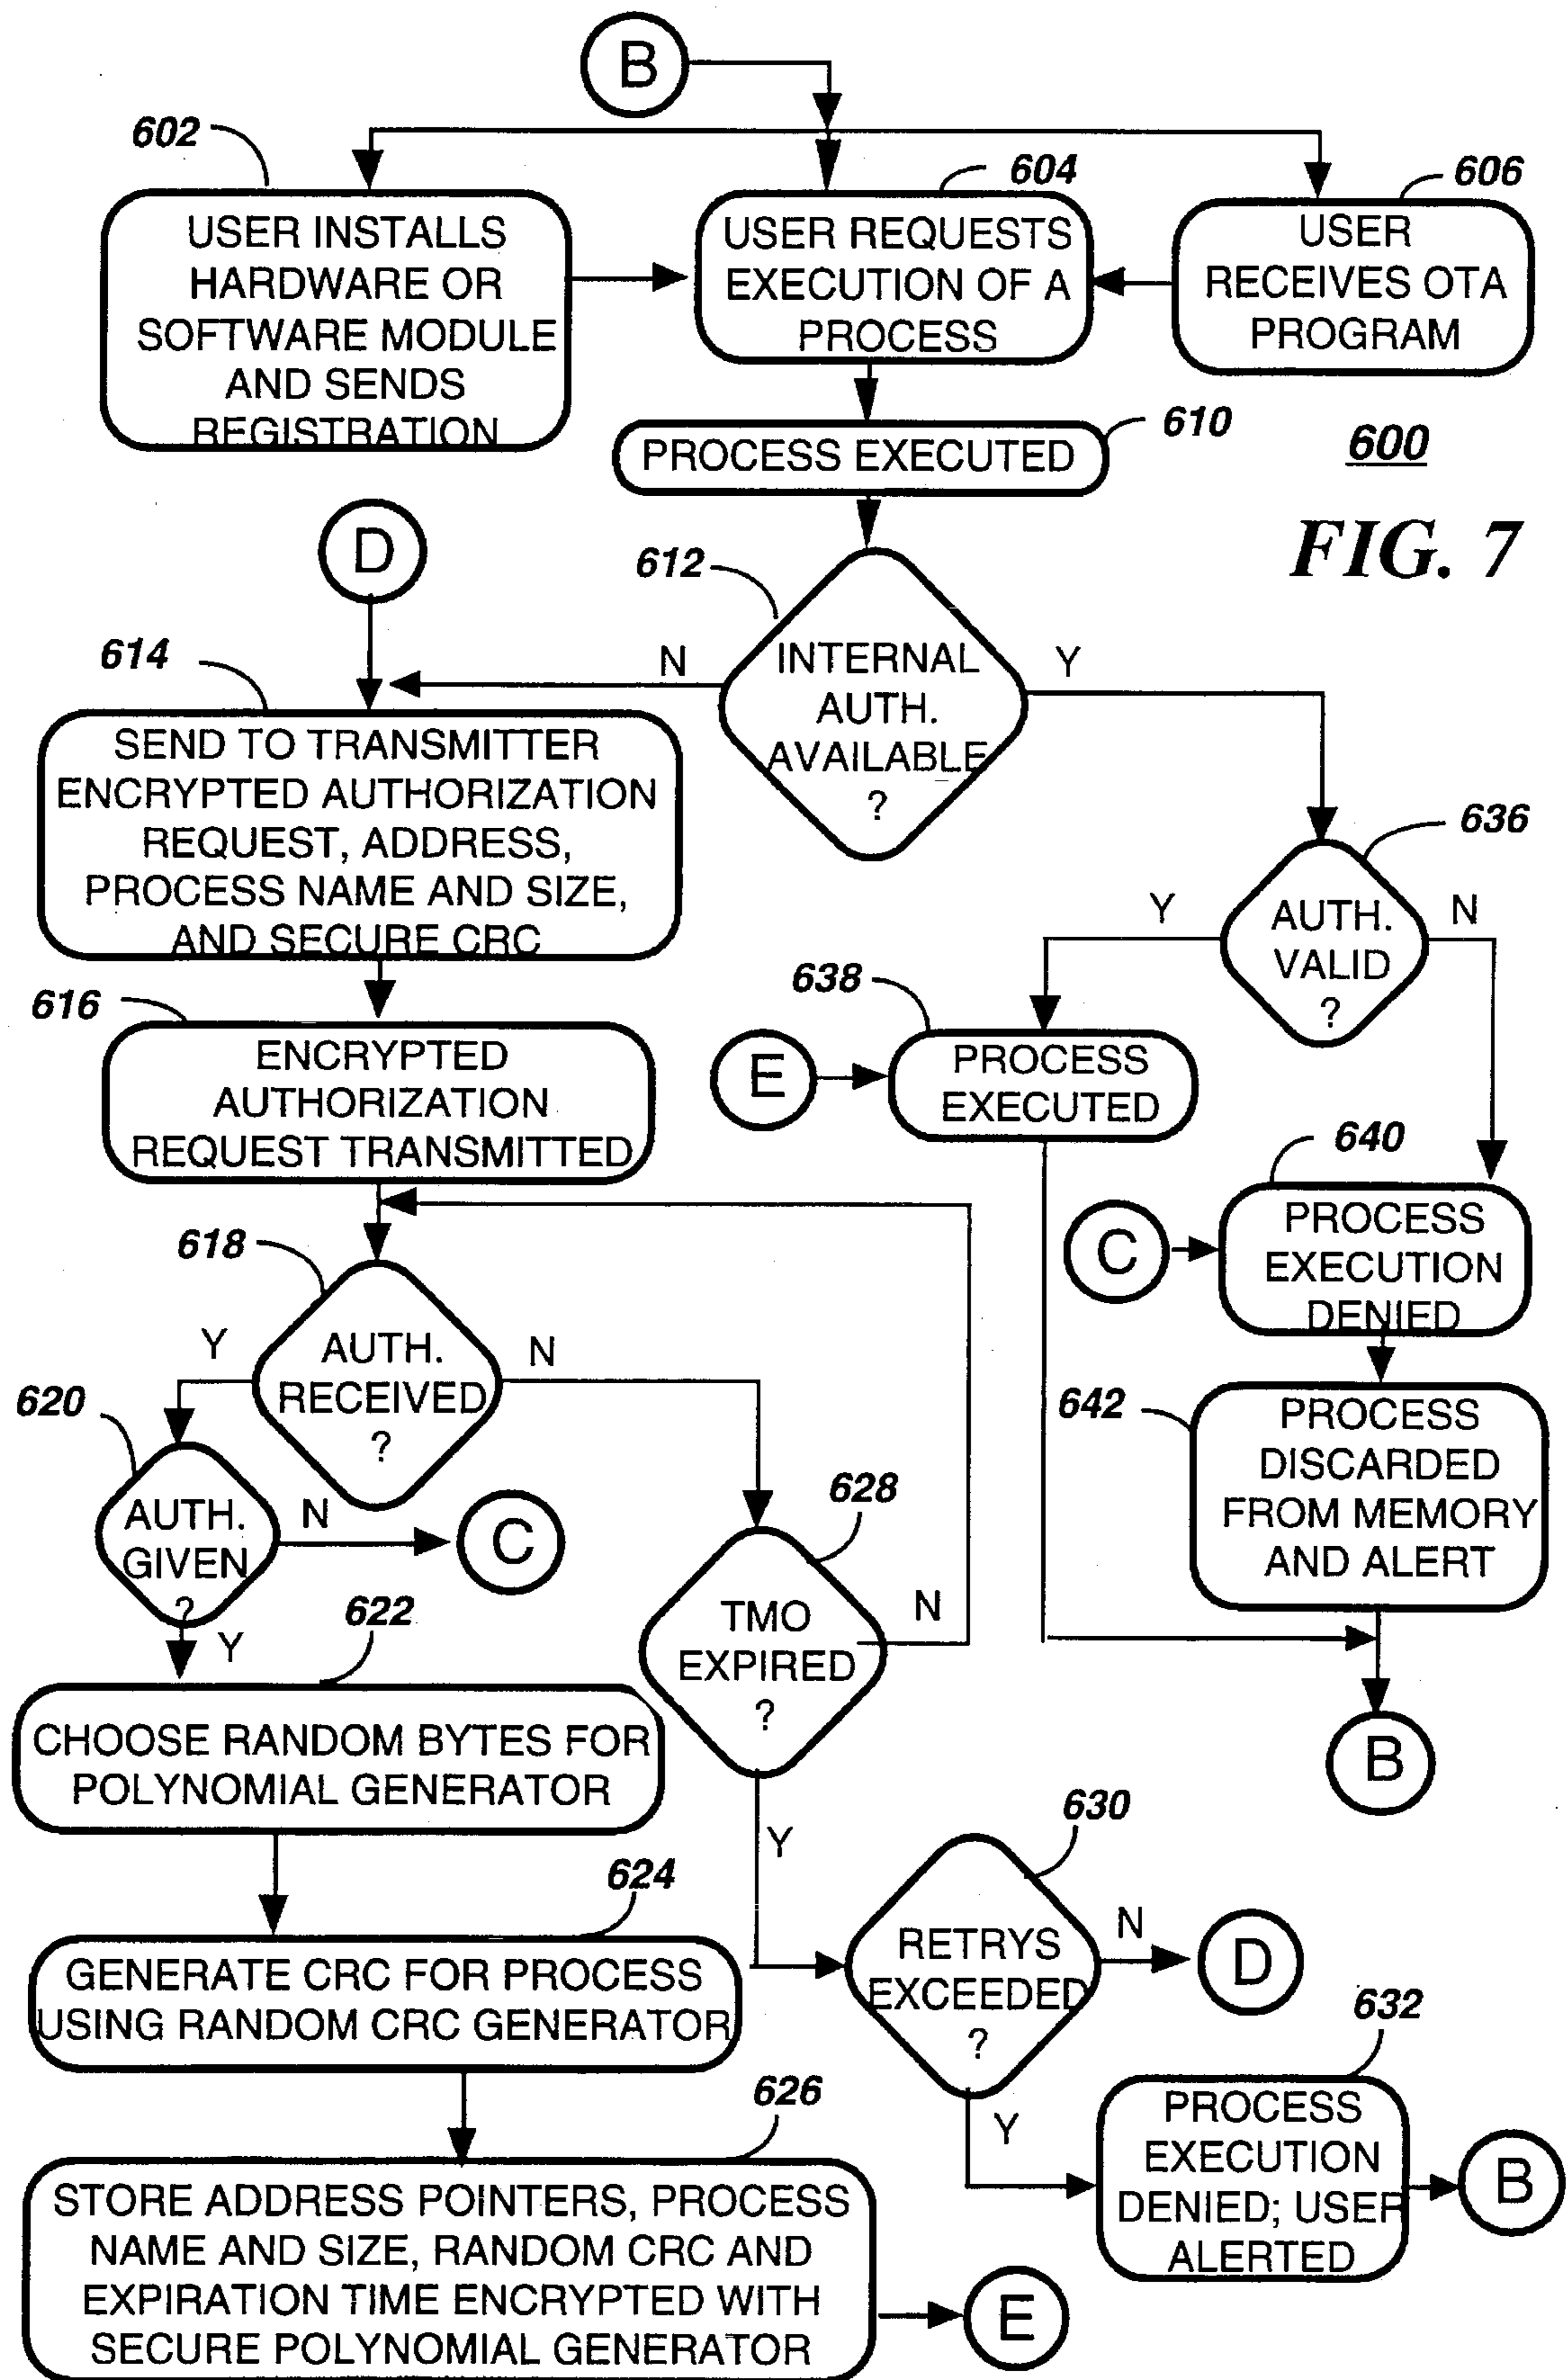 B
602
604
606
USER INSTALLS
HARDWARE OR
SOFTWARE MODULE
AND SENDS
REGISTRATION
USER REQUESTS
EXECUTION OF A
PROCESS
USER
RECEIVES OTA
PROGRAM
610
PROCESS EXECUTED
600
FIG. 7
D
612
INTERNAL
AUTH.
AVAILABLE
?
N
Y
614
SEND TO TRANSMITTER
ENCRYPTED AUTHORIZATION
REQUEST, ADDRESS,
PROCESS NAME AND SIZE,
AND SECURE CRC
636
AUTH.
VALID
?
Y
N
616
ENCRYPTED
AUTHORIZATION
REQUEST TRANSMITTED
638
E
PROCESS
EXECUTED
640
C
PROCESS
EXECUTION
DENIED
618
AUTH.
RECEIVED
?
Y
N
642
PROCESS
DISCARDED
FROM MEMORY
AND ALERT
620
AUTH.
GIVEN
?
N
C
Y
628
TMO
EXPIRED
?
N
Y
B
622
CHOOSE RANDOM BYTES FOR
POLYNOMIAL GENERATOR
630
RETRYS
EXCEEDED
?
N
D
Y
624
GENERATE CRC FOR PROCESS
USING RANDOM CRC GENERATOR
632
PROCESS
EXECUTION
DENIED; USER
ALERTED
B
626
STORE ADDRESS POINTERS, PROCESS
NAME AND SIZE, RANDOM CRC AND
EXPIRATION TIME ENCRYPTED WITH
SECURE POLYNOMIAL GENERATOR
E